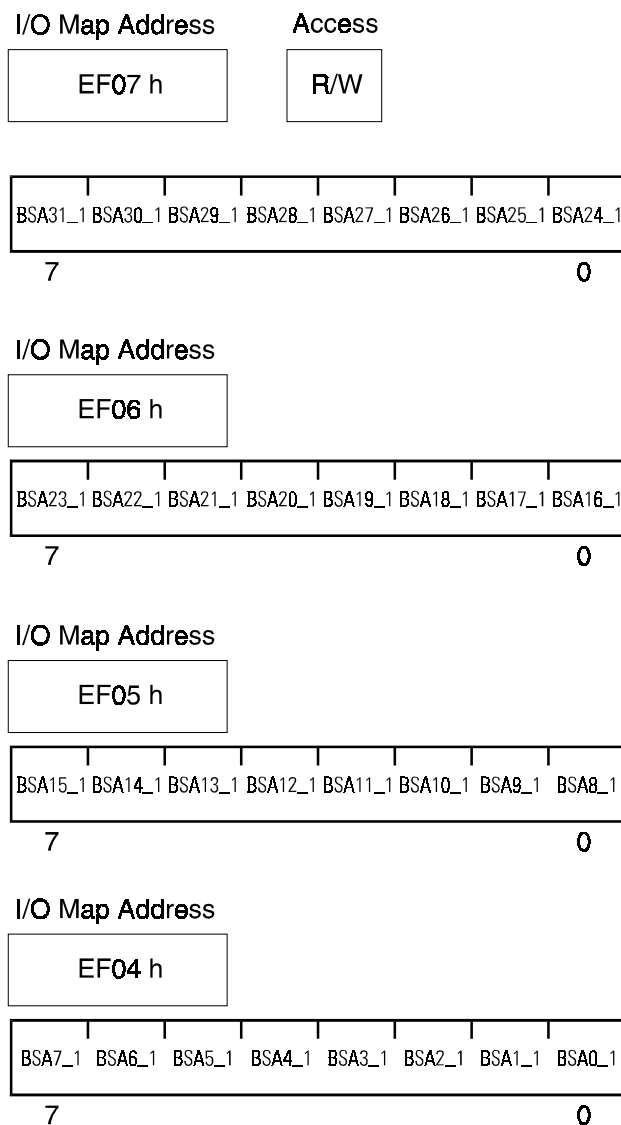 I/O Map Address Access
EF07 h R/W
BSA31_1 BSA30_1 BSA29_1 BSA28_1 BSA27_1 BSA26_1 BSA25_1 BSA24_1
7 0
I/O Map Address
EF06 h
BSA23_1 BSA22_1 BSA21_1 BSA20_1 BSA19_1 BSA18_1 BSA17_1 BSA16_1
7 0
I/O Map Address
EF05 h
BSA15_1 BSA14_1 BSA13_1 BSA12_1 BSA11_1 BSA10_1 BSA9_1 BSA8_1
7 0
I/O Map Address
EF04 h
BSA7_1 BSA6_1 BSA5_1 BSA4_1 BSA3_1 BSA2_1 BSA1_1 BSA0_1
7 0